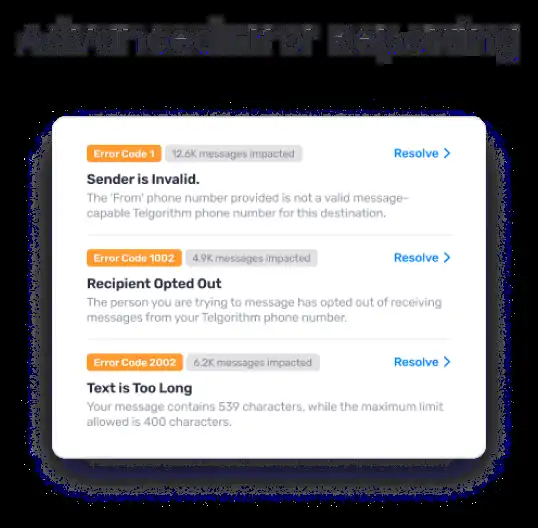 Advanced Error Reporting
Error Code 1 12.6K messages impacted Resolve
Sender is Invalid.
The 'From' phone number provided is not a valid message-
capable Telgorithm phone number for this destination.
Error Code 1002 4.9K messages impacted Resolve
Recipient Opted Out
The person you are trying to message has opted out of receiving
messages from your Telgorithm phone number.
Error Code 2002 6.2K messages impacted Resolve
Text is Too Long
Your message contains 539 characters, while the maximum limit
allowed is 400 characters.